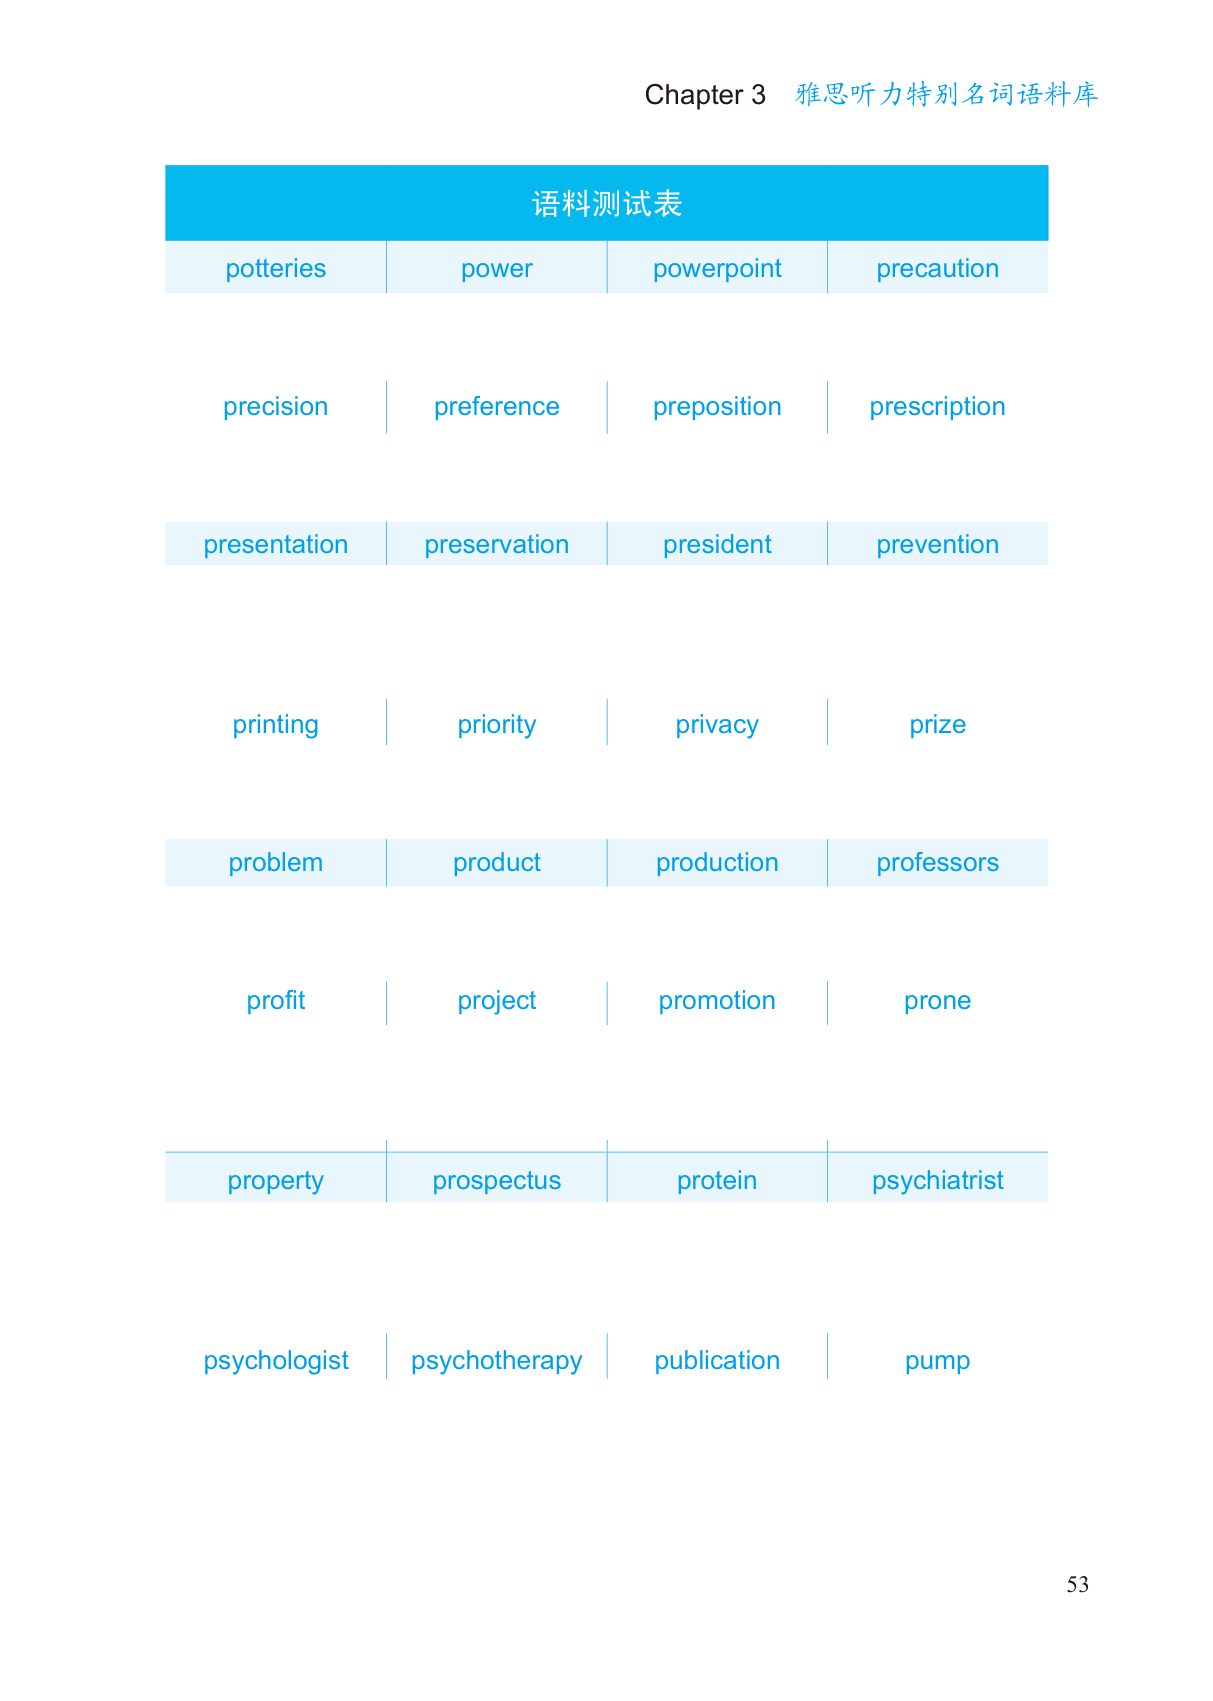 Chapter 3 雅思听力特别名词语料库
语料测试表
potteries power powerpoint precaution
precision preference preposition prescription
presentation preservation president prevention
printing priority privacy prize
problem product production professors
profit project promotion prone
property prospectus protein psychiatrist
psychologist psychotherapy publication pump
53